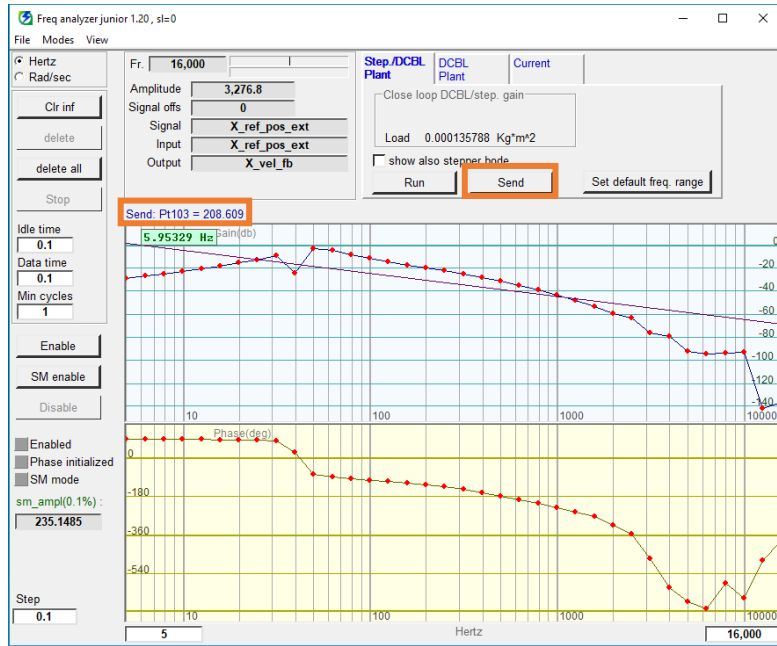 Freq analyzer junior 1.20 , sl=0
File Modes View
Hertz
Rad/sec
Clr inf
delete
delete all
Stop
Idle time
0.1
Data time
0.1
Min cycles
1
Enable
SM enable
Disable
Enabled
Phase initialized
SM mode
sm_ampl(0.1%) :
235.1485
Step
0.1
Fr. 16,000
Amplitude 3,276.8
Signal offs 0
Signal X_ref_pos_ext
Input X_ref_pos_ext
Output X_vel_fb
Step./DCBL Plant
DCBL Plant
Current
Close loop DCBL/step. gain
Load 0.000135788 Kg*m^2
show also stepper bode
Run Send Set default freq. range
Send: Pt103 = 208.609
5.95329 Hz
Gain(db)
0
-20
-40
-60
-80
-100
-120
-140
10 100 1000 10000
Phase(deg)
0
-180
-360
-540
10 100 1000 10000
5 Hertz 16,000